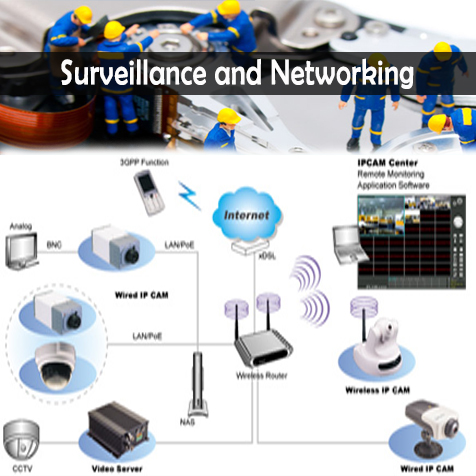 Surveillance and Networking
3GPP Function
IPCAM Center
Remote Monitoring
Application Software
Internet
Analog
BNC
LAN/PoE
xDSL
Wired IP CAM
LAN/PoE
Wireless Router
Wireless IP CAM
NAS
CCTV
Video Server
Wired IP CAM